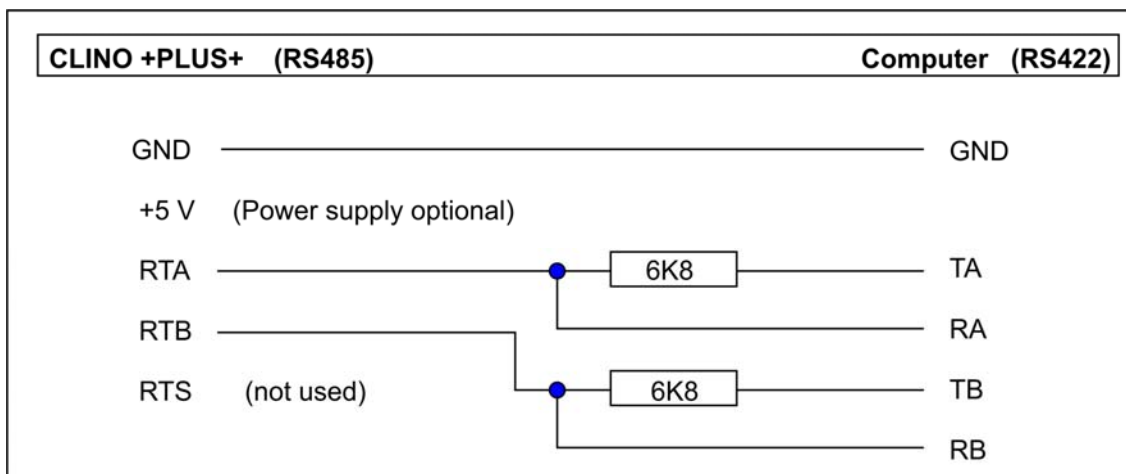 CLINO +PLUS+ (RS485) Computer (RS422)
GND GND
+5 V (Power supply optional)
RTA 6K8 TA
RA
RTB
RTS (not used) 6K8 TB
RB